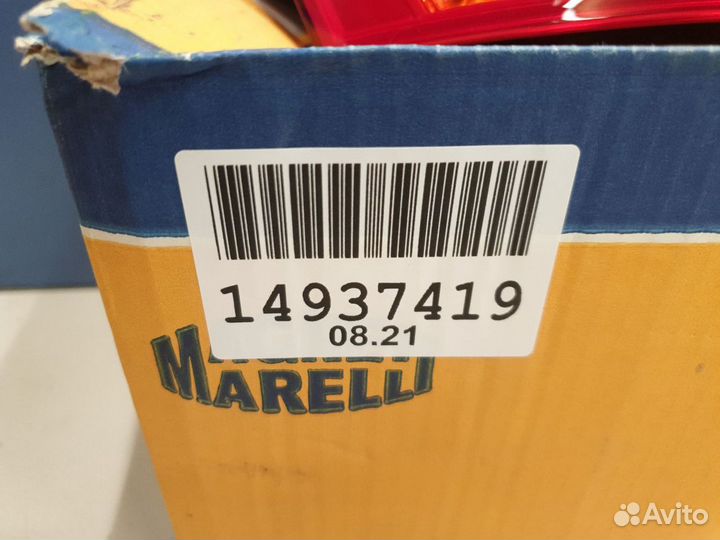 14937419
08.21
MAGNETI
MARELLI
Avito